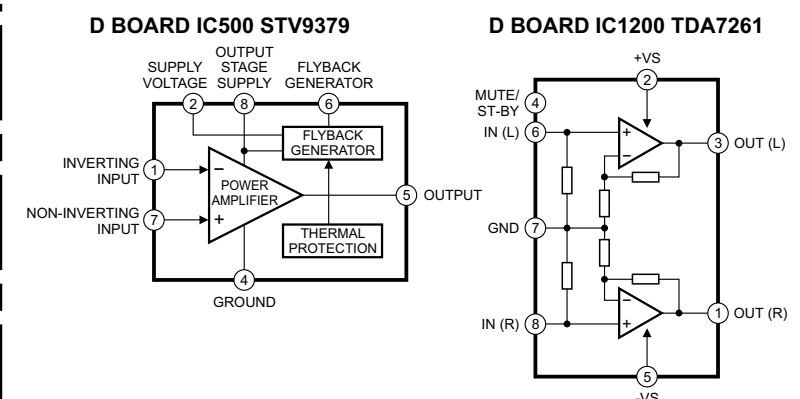 D BOARD IC500 STV9379
SUPPLY
VOLTAGE
OUTPUT
STAGE
SUPPLY
FLYBACK
GENERATOR
2
8
6
FLYBACK
GENERATOR
INVERTING
INPUT
1
−
POWER
AMPLIFIER
5
OUTPUT
NON-INVERTING
INPUT
7
+
THERMAL
PROTECTION
4
GROUND
D BOARD IC1200 TDA7261
+VS
2
MUTE/
ST-BY
4
IN (L)
6
+
−
3
OUT (L)
GND
7
−
+
IN (R)
8
1
OUT (R)
5
-VS